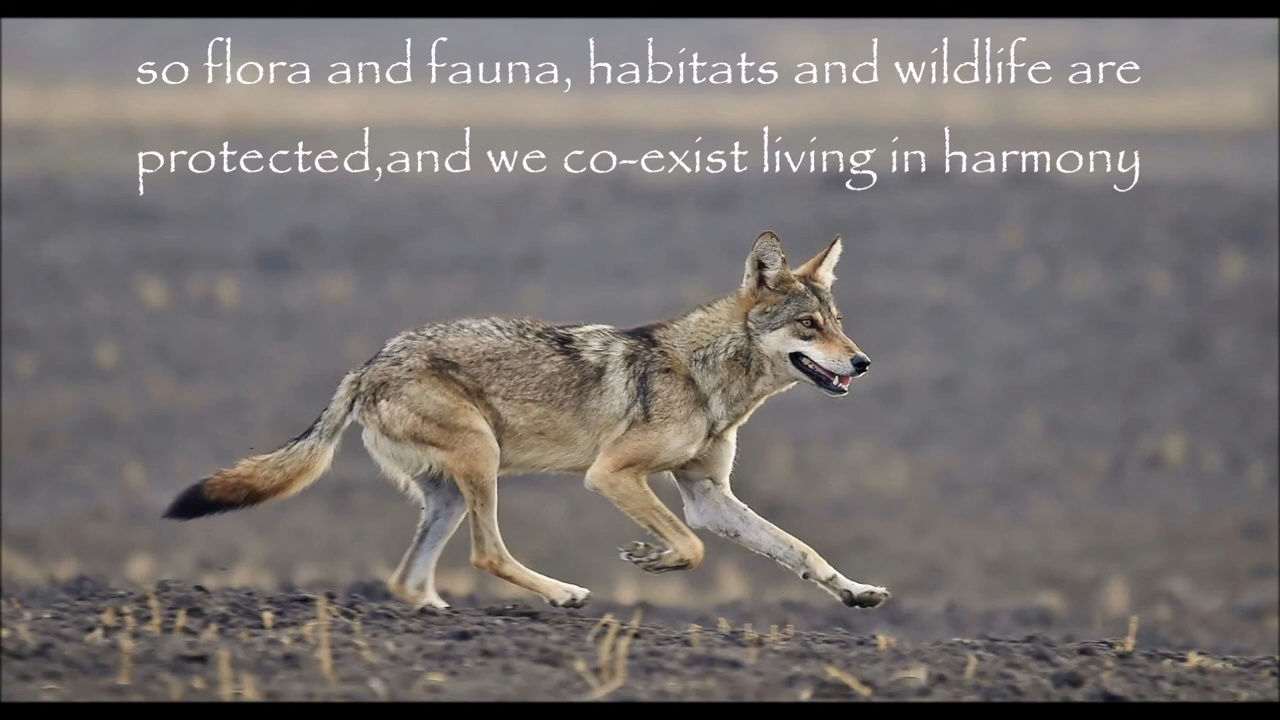 so flora and fauna, habitats and wildlife are
protected,and we co-exist living in harmony